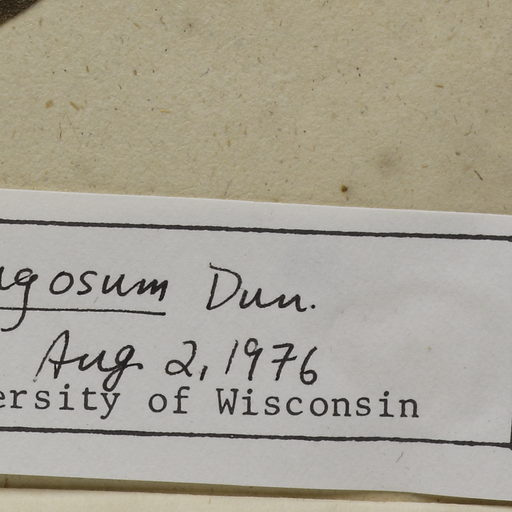 ugosum Dun.
Aug 2, 1976
ersity of Wisconsin